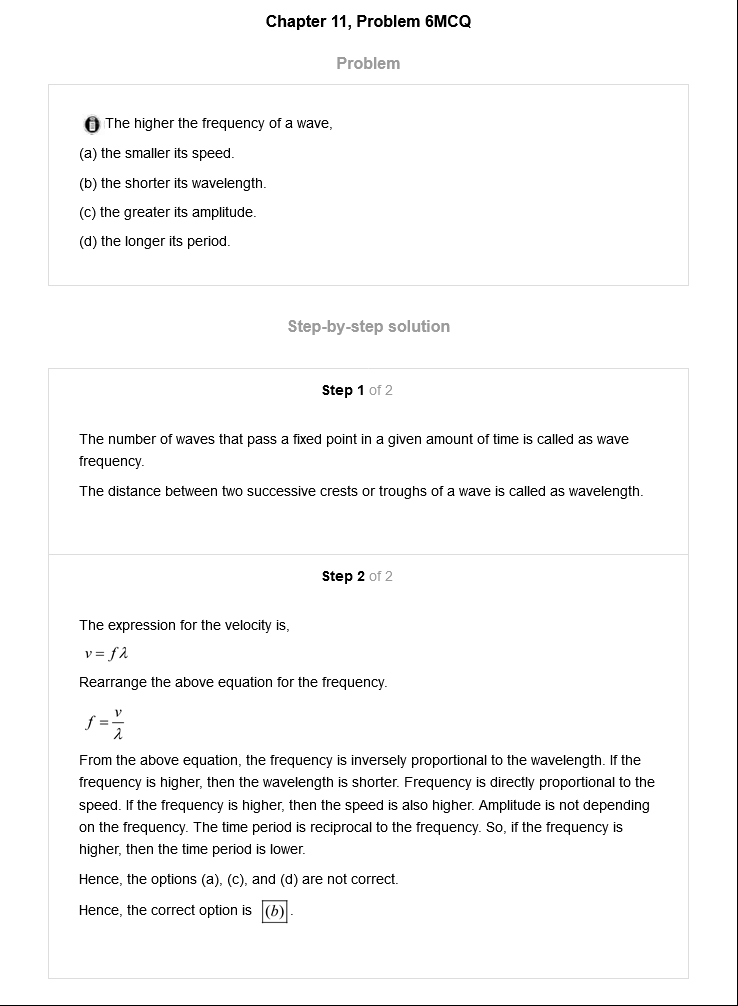 Chapter 11, Problem 6MCQ
Problem
The higher the frequency of a wave,
(a) the smaller its speed.
(b) the shorter its wavelength.
(c) the greater its amplitude.
(d) the longer its period.
Step-by-step solution
Step 1 of 2
The number of waves that pass a fixed point in a given amount of time is called as wave
frequency.
The distance between two successive crests or troughs of a wave is called as wavelength.
Step 2 of 2
The expression for the velocity is,
v = fλ
Rearrange the above equation for the frequency.
f = v/λ
From the above equation, the frequency is inversely proportional to the wavelength. If the
frequency is higher, then the wavelength is shorter. Frequency is directly proportional to the
speed. If the frequency is higher, then the speed is also higher. Amplitude is not depending
on the frequency. The time period is reciprocal to the frequency. So, if the frequency is
higher, then the time period is lower.
Hence, the options (a), (c), and (d) are not correct.
Hence, the correct option is (b).